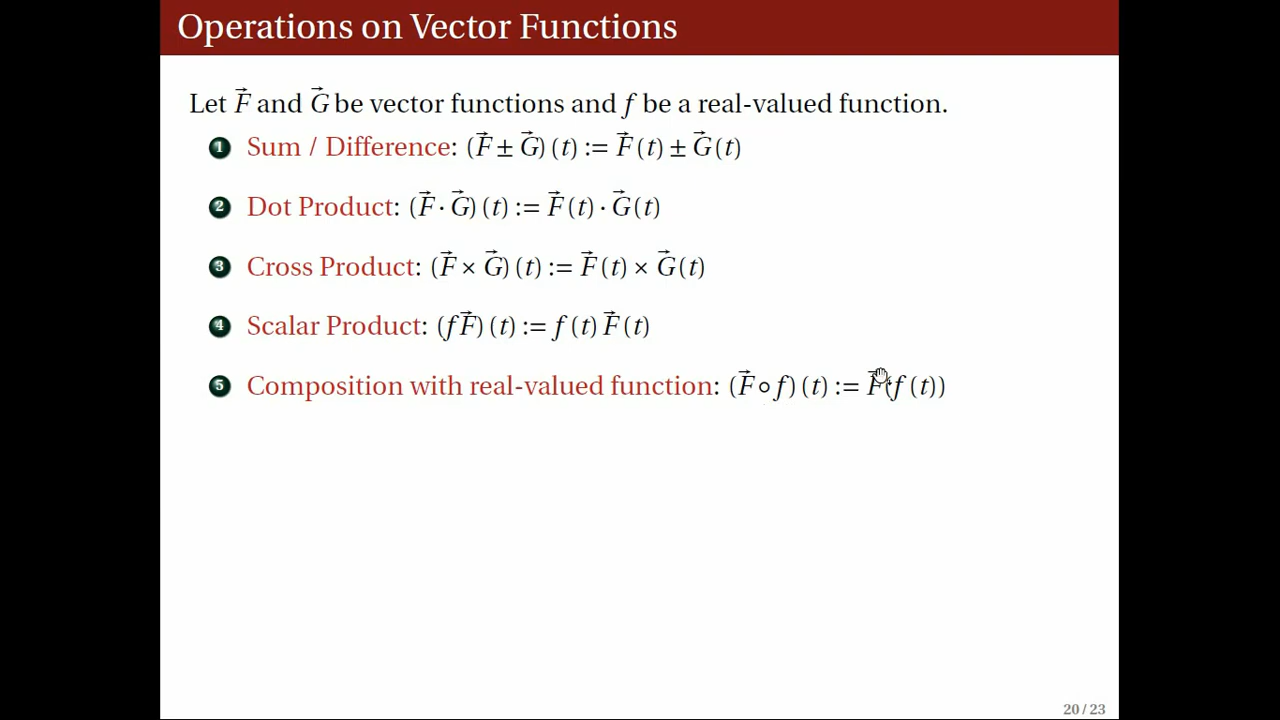 Operations on Vector Functions
Let F⃗ and G⃗ be vector functions and f be a real-valued function.
1 Sum / Difference: (F⃗ ± G⃗)(t) := F⃗(t) ± G⃗(t)
2 Dot Product: (F⃗ · G⃗)(t) := F⃗(t) · G⃗(t)
3 Cross Product: (F⃗ × G⃗)(t) := F⃗(t) × G⃗(t)
4 Scalar Product: (fF⃗)(t) := f(t)F⃗(t)
5 Composition with real-valued function: (F⃗ ∘ f)(t) := F⃗(f(t))
20 / 23